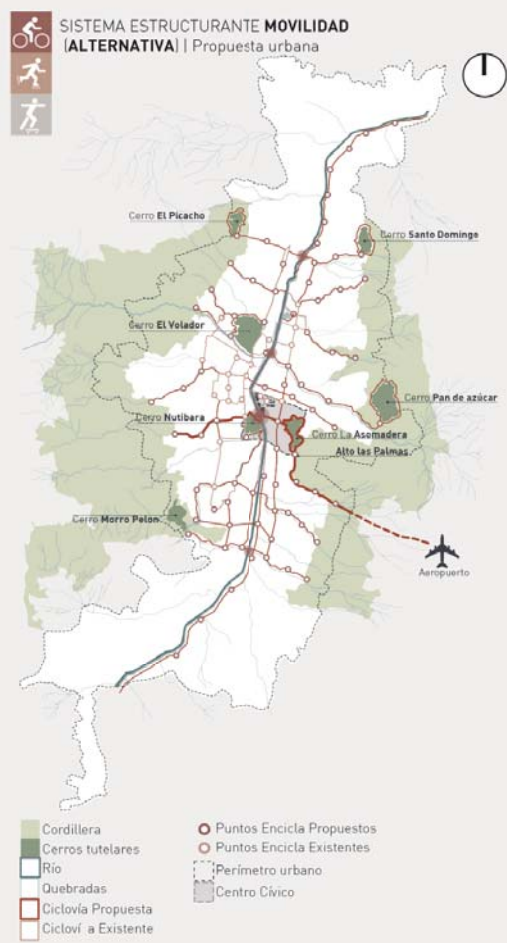 SISTEMA ESTRUCTURANTE MOVILIDAD
(ALTERNATIVA) | Propuesta urbana
Cerro El Picacho
Cerro Santo Domingo
Cerro El Volador
Cerro Pan de azúcar
Cerro Nutibara
Cerro La Asomadera
Alto las Palmas
Cerro Morro Pelon
Aeropuerto
Cordillera
Cerros tutelares
Río
Quebradas
Ciclovía Propuesta
Cicloví a Existente
Puntos Encicla Propuestos
Puntos Encicla Existentes
Perímetro urbano
Centro Cívico